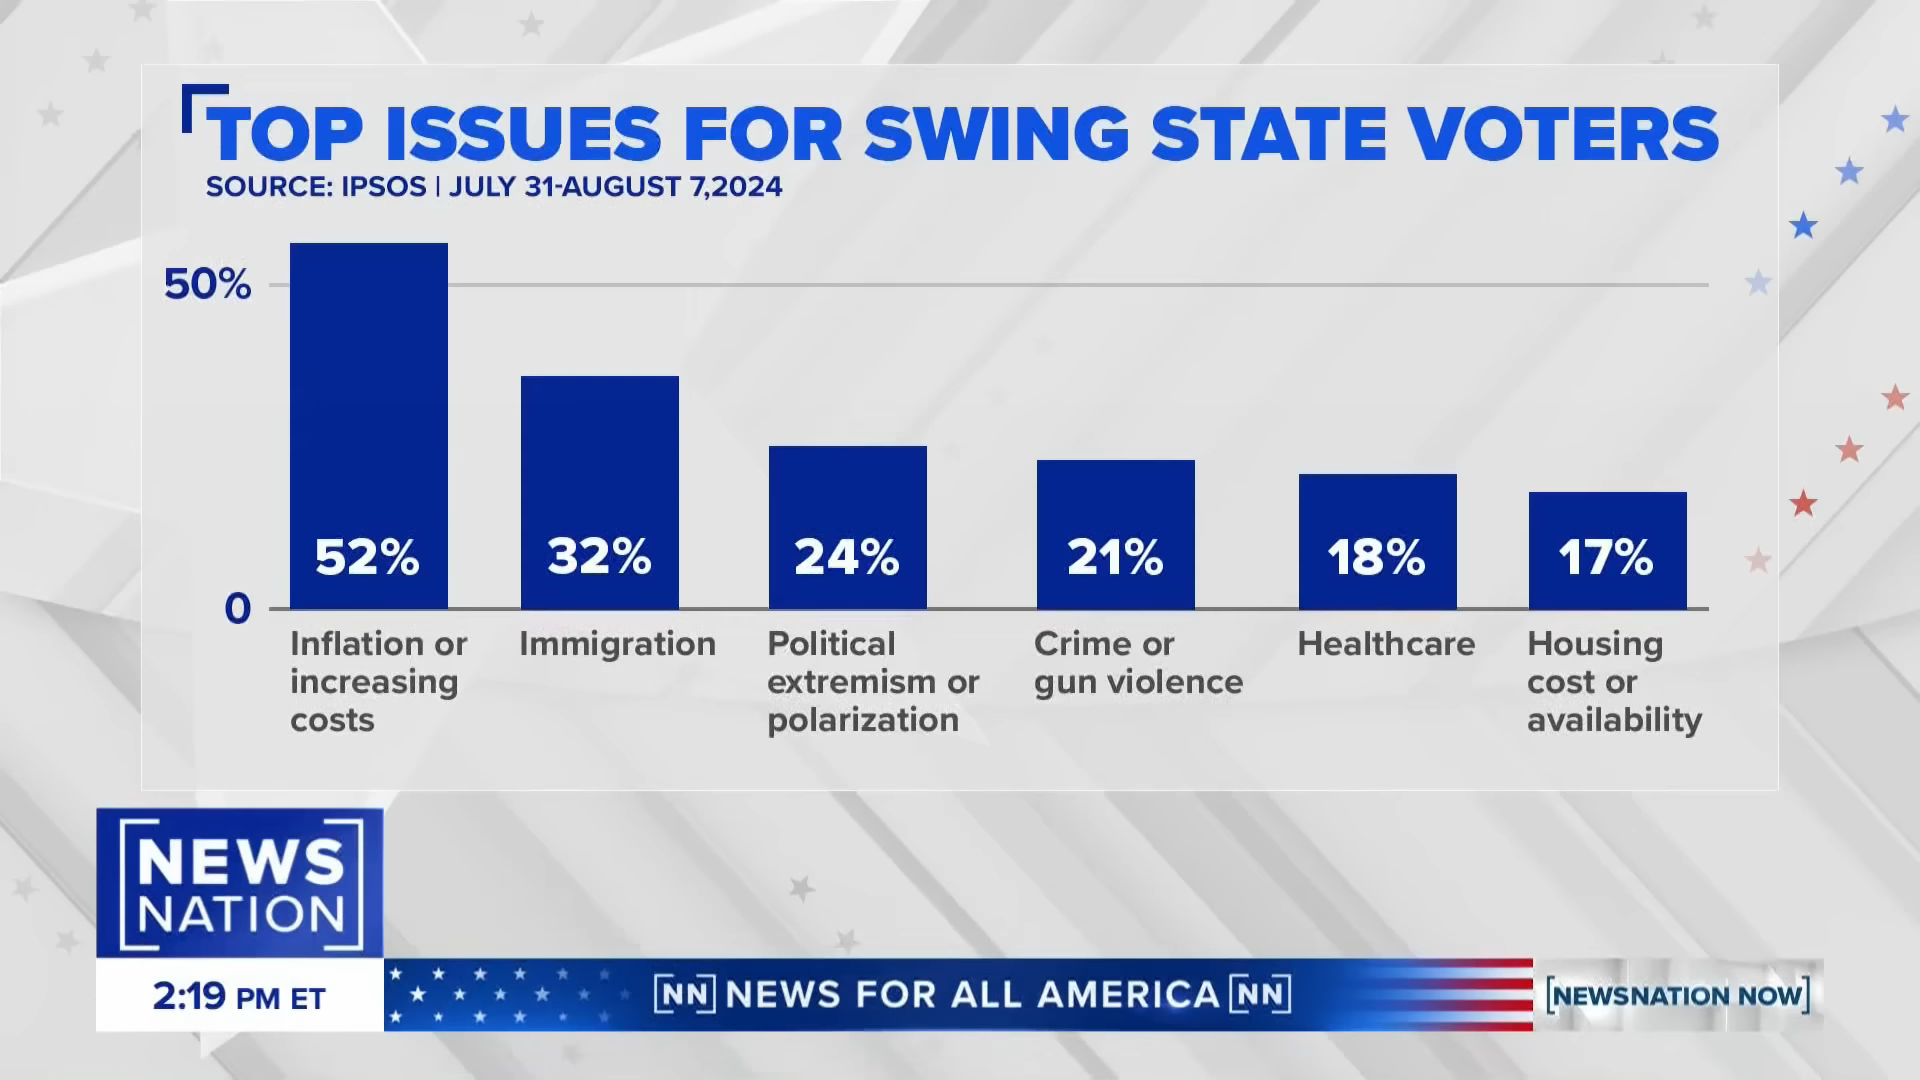 TOP ISSUES FOR SWING STATE VOTERS
SOURCE: IPSOS | JULY 31-AUGUST 7,2024
50%
0
52%
32%
24%
21%
18%
17%
Inflation or
increasing
costs
Immigration
Political
extremism or
polarization
Crime or
gun violence
Healthcare
Housing
cost or
availability
NEWS
NATION
2:19 PM ET
[NN] NEWS FOR ALL AMERICA [NN]
[NEWSNATION NOW]